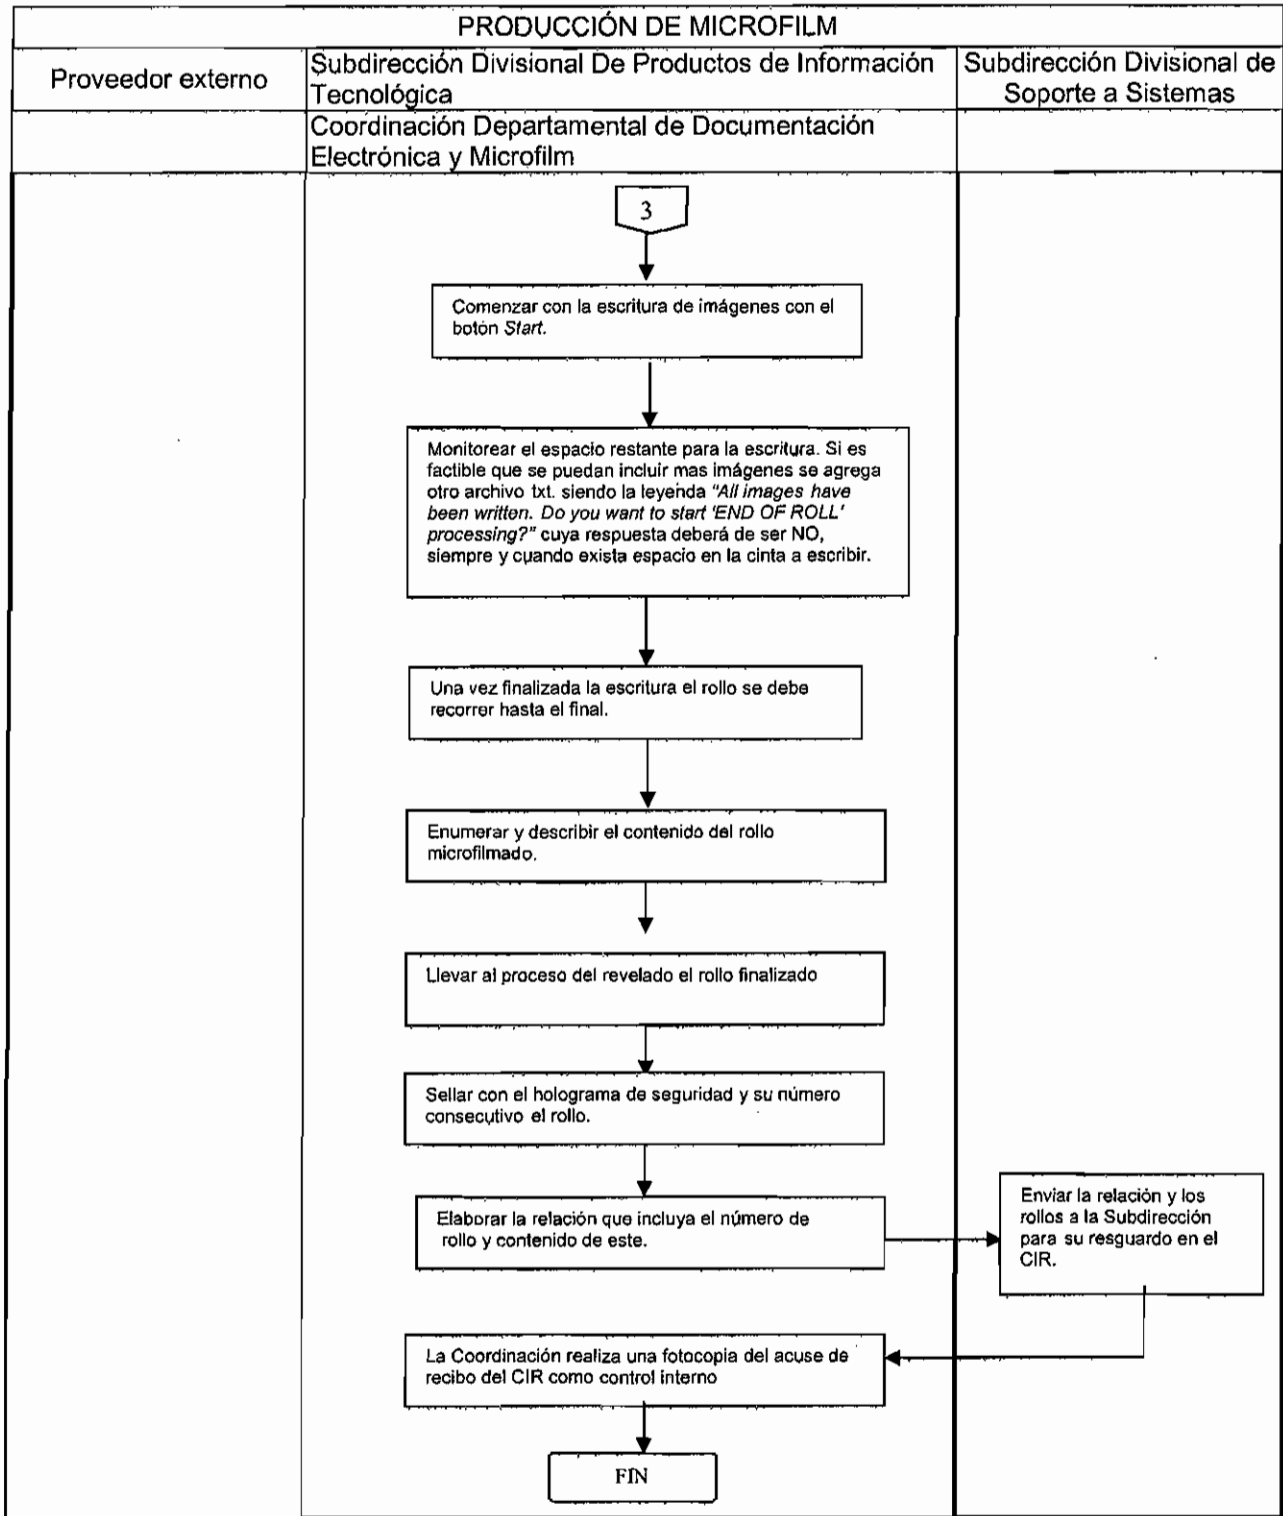 PRODUCCIÓN DE MICROFILM
Proveedor externo
Subdirección Divisional De Productos de Información
Tecnológica
Subdirección Divisional de
Soporte a Sistemas
Coordinación Departamental de Documentación
Electrónica y Microfilm
3
Comenzar con la escritura de imágenes con el
botón Start.
Monitorear el espacio restante para la escritura. Si es
factible que se puedan incluir mas imágenes se agrega
otro archivo txt. siendo la leyenda "All images have
been written. Do you want to start 'END OF ROLL'
processing?" cuya respuesta deberá de ser NO,
siempre y cuando exista espacio en la cinta a escribir.
Una vez finalizada la escritura el rollo se debe
recorrer hasta el final.
Enumerar y describir el contenido del rollo
microfilmado.
Llevar al proceso del revelado el rollo finalizado
Sellar con el holograma de seguridad y su número
consecutivo el rollo.
Elaborar la relación que incluya el número de
rollo y contenido de este.
Enviar la relación y los
rollos a la Subdirección
para su resguardo en el
CIR.
La Coordinación realiza una fotocopia del acuse de
recibo del CIR como control interno
FIN